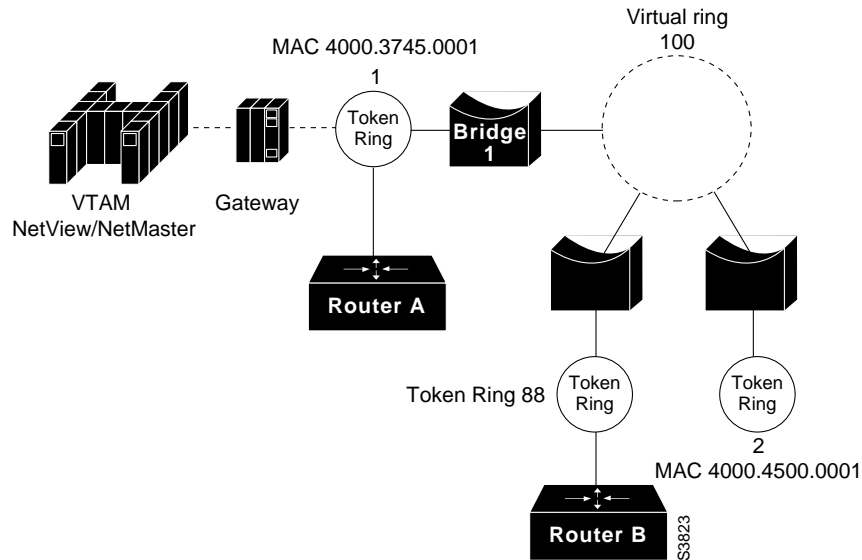 Virtual ring
100
MAC 4000.3745.0001
1
Token
Ring
Bridge
1
VTAM
NetView/NetMaster
Gateway
Router A
Token Ring 88
Token
Ring
Token
Ring
2
MAC 4000.4500.0001
Router B
S3823